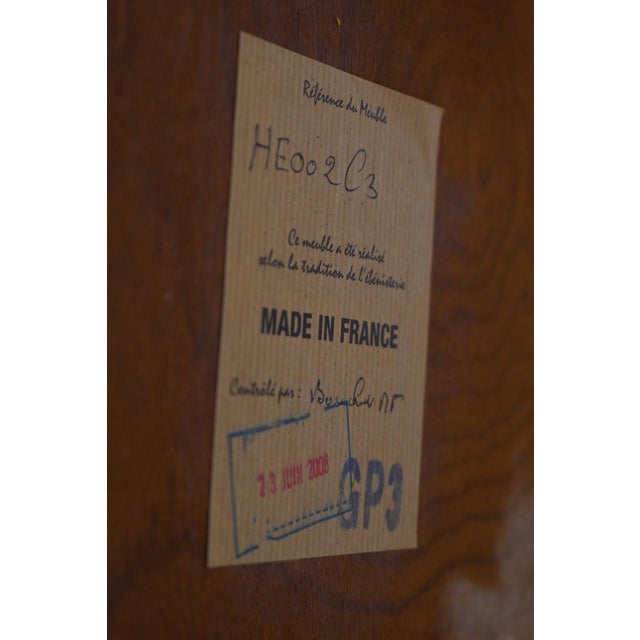 Référence du Meuble
HE002C3
Ce meuble a été réalisé
selon la tradition de l'ébénisterie
MADE IN FRANCE
Contrôlé par :
23 JUIN 2008
GP3